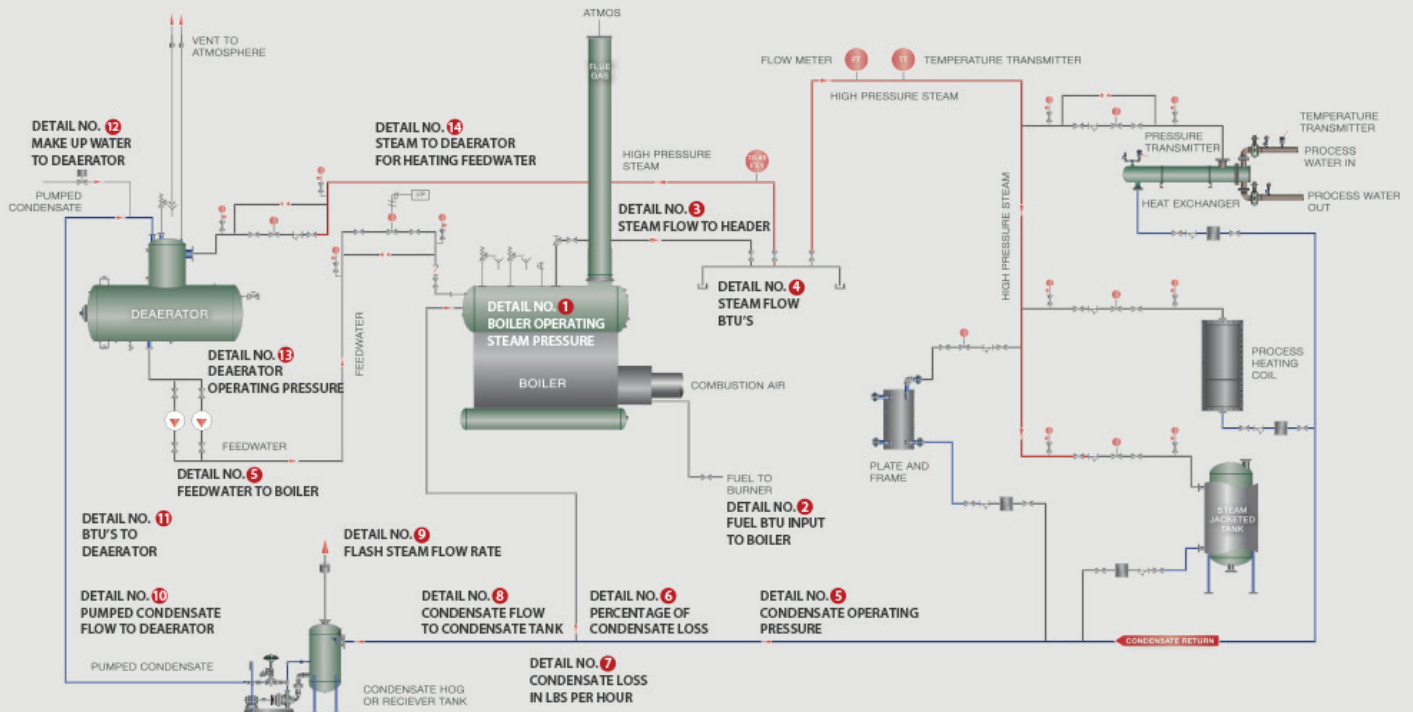 ATMOS
VENT TO
ATMOSPHERE
FLUE
GAS
FLOW METER
FT
TT
TEMPERATURE TRANSMITTER
HIGH PRESSURE STEAM
DETAIL NO. 12
MAKE UP WATER
TO DEAERATOR
DETAIL NO. 14
STEAM TO DEAERATOR
FOR HEATING FEEDWATER
TEMPERATURE
TRANSMITTER
PRESSURE
TRANSMITTER
PROCESS
WATER IN
HIGH PRESSURE
STEAM
PUMPED
CONDENSATE
HEAT EXCHANGER
PROCESS WATER
OUT
DETAIL NO. 3
STEAM FLOW TO HEADER
HIGH PRESSURE STEAM
DETAIL NO. 4
STEAM FLOW
BTU'S
DEAERATOR
DETAIL NO. 1
BOILER OPERATING
STEAM PRESSURE
FEEDWATER
DETAIL NO. 13
DEAERATOR
OPERATING PRESSURE
BOILER
COMBUSTION AIR
PROCESS
HEATING
COIL
FEEDWATER
DETAIL NO. 5
FEEDWATER TO BOILER
PLATE AND
FRAME
FUEL TO
BURNER
DETAIL NO. 2
FUEL BTU INPUT
TO BOILER
STEAM
JACKETED
TANK
DETAIL NO. 11
BTU'S TO
DEAERATOR
DETAIL NO. 9
FLASH STEAM FLOW RATE
DETAIL NO. 10
PUMPED CONDENSATE
FLOW TO DEAERATOR
DETAIL NO. 8
CONDENSATE FLOW
TO CONDENSATE TANK
DETAIL NO. 6
PERCENTAGE OF
CONDENSATE LOSS
DETAIL NO. 5
CONDENSATE OPERATING
PRESSURE
CONDENSATE RETURN
PUMPED CONDENSATE
DETAIL NO. 7
CONDENSATE LOSS
IN LBS PER HOUR
CONDENSATE HOG
OR RECIEVER TANK